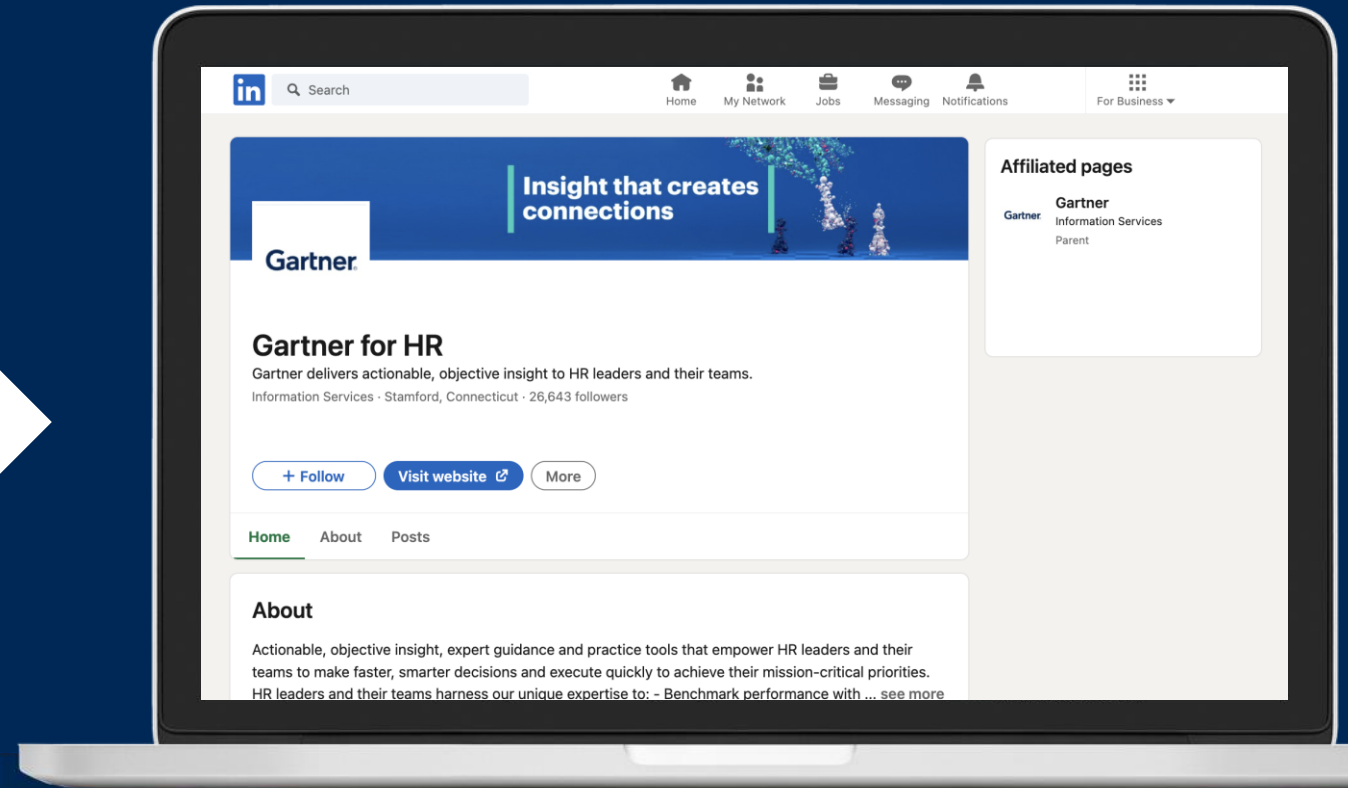 in
Search
Home
My Network
Jobs
Messaging
Notifications
For Business
Insight that creates
connections
Gartner
Gartner for HR
Gartner delivers actionable, objective insight to HR leaders and their teams.
Information Services · Stamford, Connecticut · 26,643 followers
+ Follow
Visit website
More
Home
About
Posts
About
Actionable, objective insight, expert guidance and practice tools that empower HR leaders and their
teams to make faster, smarter decisions and execute quickly to achieve their mission-critical priorities.
HR leaders and their teams harness our unique expertise to: - Benchmark performance with ... see more
Affiliated pages
Gartner
Gartner
Information Services
Parent